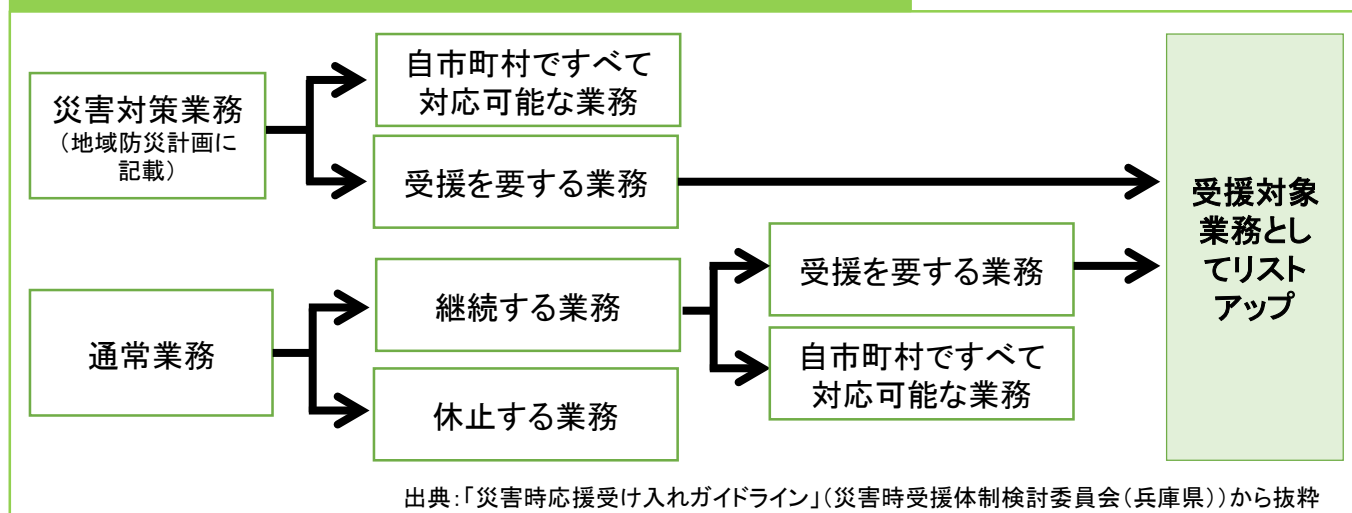 自市町村ですべて
対応可能な業務
災害対策業務
（地域防災計画に
記載）
受援を要する業務
受援対象
業務とし
てリスト
アップ
受援を要する業務
継続する業務
通常業務
自市町村ですべて
対応可能な業務
休止する業務
出典：「災害時応援受け入れガイドライン」（災害時受援体制検討委員会（兵庫県））から抜粋